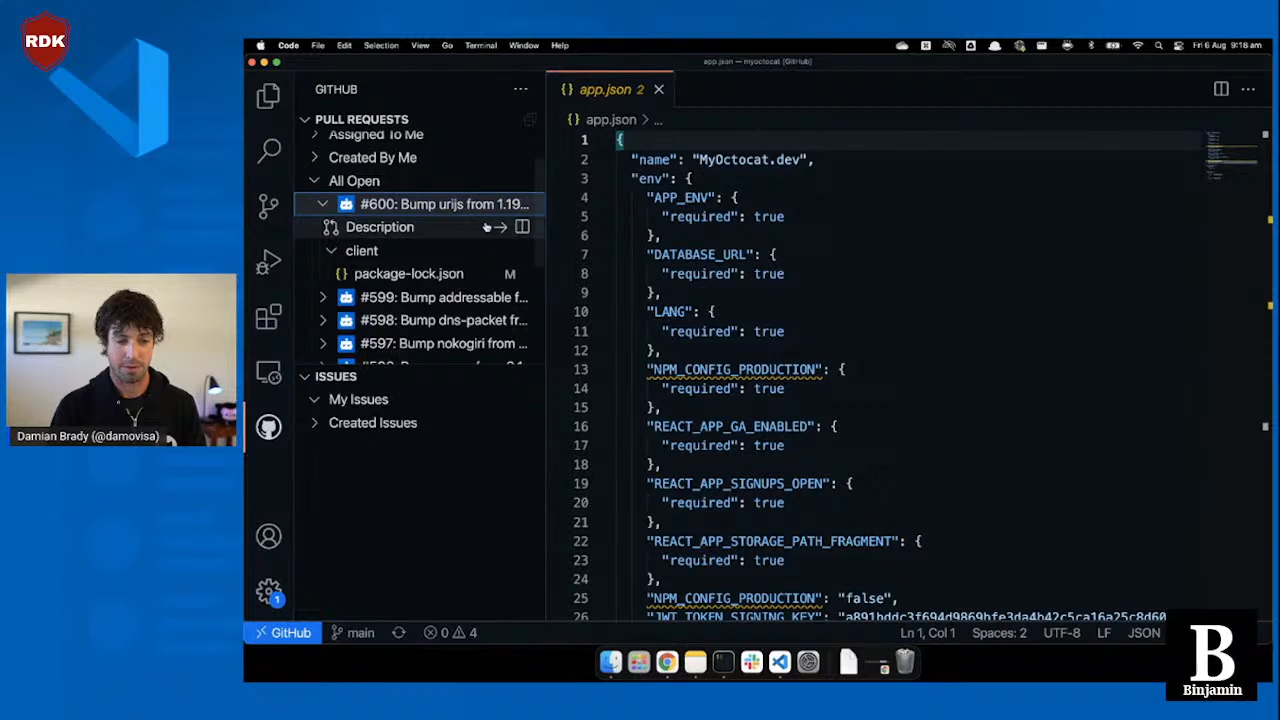 RDK
Code File Edit Selection View Go Terminal Window Help
Fri 6 Aug 9:18 am
app.json — myoctocat [GitHub]
GITHUB
PULL REQUESTS
Assigned To Me
Created By Me
All Open
#600: Bump urijs from 1.19...
Description
client
{} package-lock.json M
#599: Bump addressable f...
#598: Bump dns-packet fr...
#597: Bump nokogiri from ...
ISSUES
My Issues
Created Issues
{} app.json 2
{} app.json > ...
1 {
2 "name": "MyOctocat.dev",
3 "env": {
4 "APP_ENV": {
5 "required": true
6 },
7 "DATABASE_URL": {
8 "required": true
9 },
10 "LANG": {
11 "required": true
12 },
13 "NPM_CONFIG_PRODUCTION": {
14 "required": true
15 },
16 "REACT_APP_GA_ENABLED": {
17 "required": true
18 },
19 "REACT_APP_SIGNUPS_OPEN": {
20 "required": true
21 },
22 "REACT_APP_STORAGE_PATH_FRAGMENT": {
23 "required": true
24 },
25 "NPM_CONFIG_PRODUCTION": "false",
26 "JWT_TOKEN_SIGNING_KEY":
1
GitHub main 0 4
Ln 1, Col 1 Spaces: 2 UTF-8 LF JSON
Damian Brady (@damovisa)
B
Binjamin